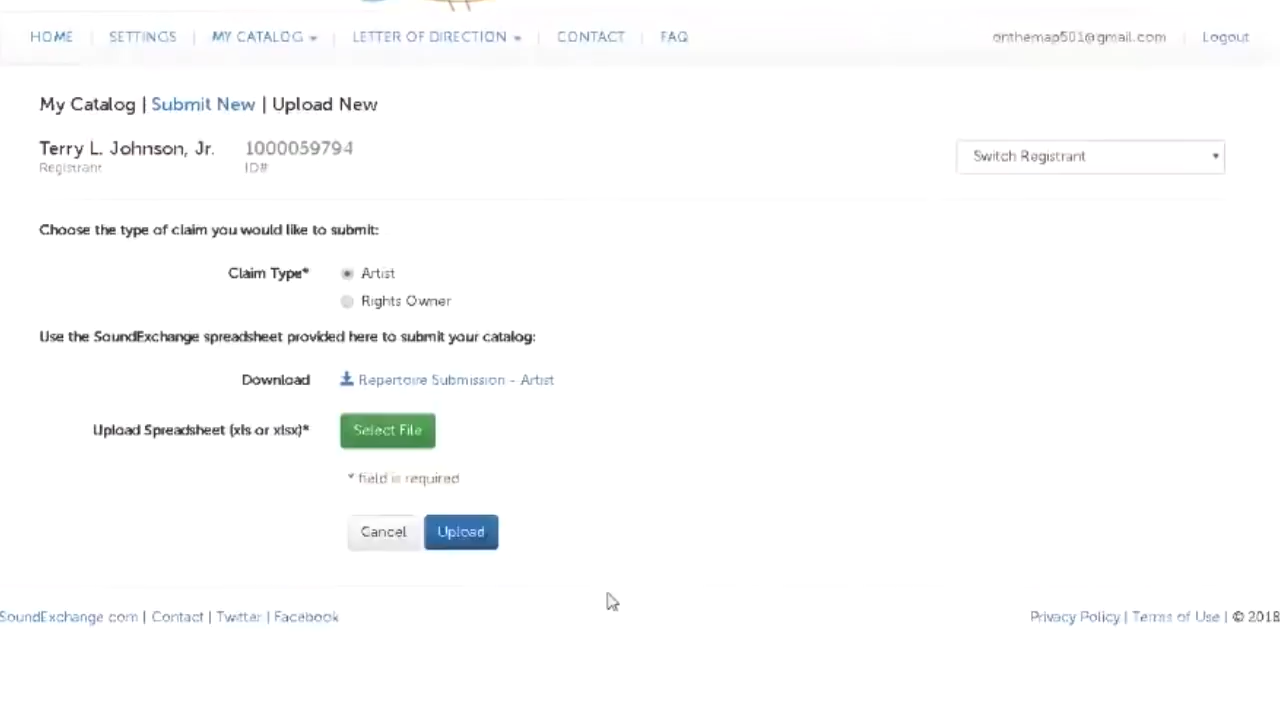 HOME | SETTINGS | MY CATALOG | LETTER OF DIRECTION | CONTACT | FAQ onthemap501@gmail.com | Logout
My Catalog | Submit New | Upload New
Terry L. Johnson, Jr. 1000059794
Registrant ID#
Switch Registrant
Choose the type of claim you would like to submit:
Claim Type* Artist
Rights Owner
Use the SoundExchange spreadsheet provided here to submit your catalog:
Download Repertoire Submission - Artist
Upload Spreadsheet (xls or xlsx)* Select File
* field is required
Cancel Upload
SoundExchange.com | Contact | Twitter | Facebook Privacy Policy | Terms of Use | © 2018